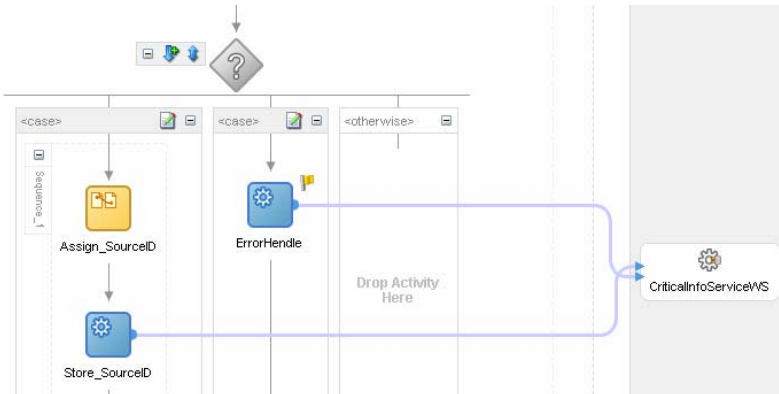 ?
<case>
<case>
<otherwise>
Sequence_1
Assign_SourceID
ErrorHendle
Drop Activity
Here
CriticalInfoServiceWS
Store_SourceID